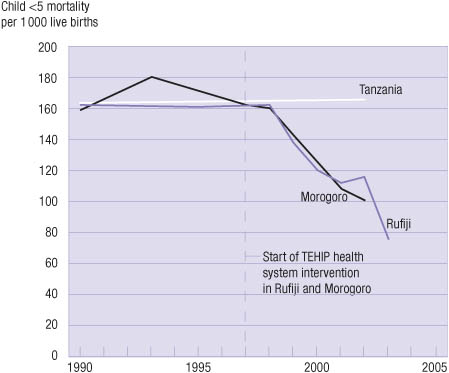 Child <5 mortality
per 1 000 live births
200
180
Tanzania
160
140
120
Morogoro
100
Rufiji
80
Start of TEHIP health
system intervention
in Rufiji and Morogoro
60
40
20
0
1990 1995 2000 2005